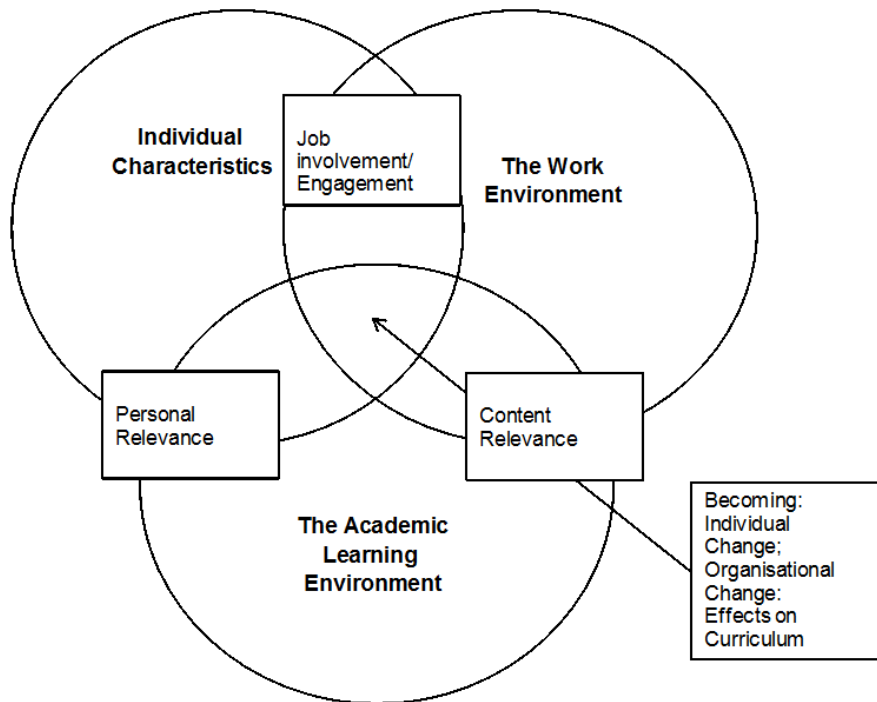 Individual
Characteristics
Job
involvement/
Engagement
The Work
Environment
Personal
Relevance
Content
Relevance
The Academic
Learning
Environment
Becoming:
Individual
Change;
Organisational
Change:
Effects on
Curriculum